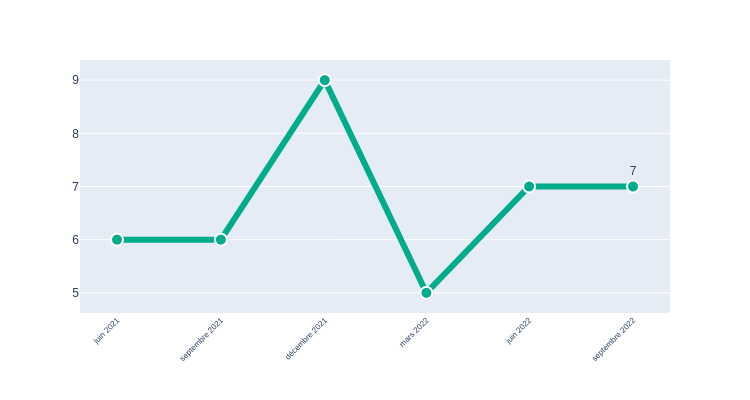 9
8
7
7
6
5
juin 2021
septembre 2021
décembre 2021
mars 2022
juin 2022
septembre 2022